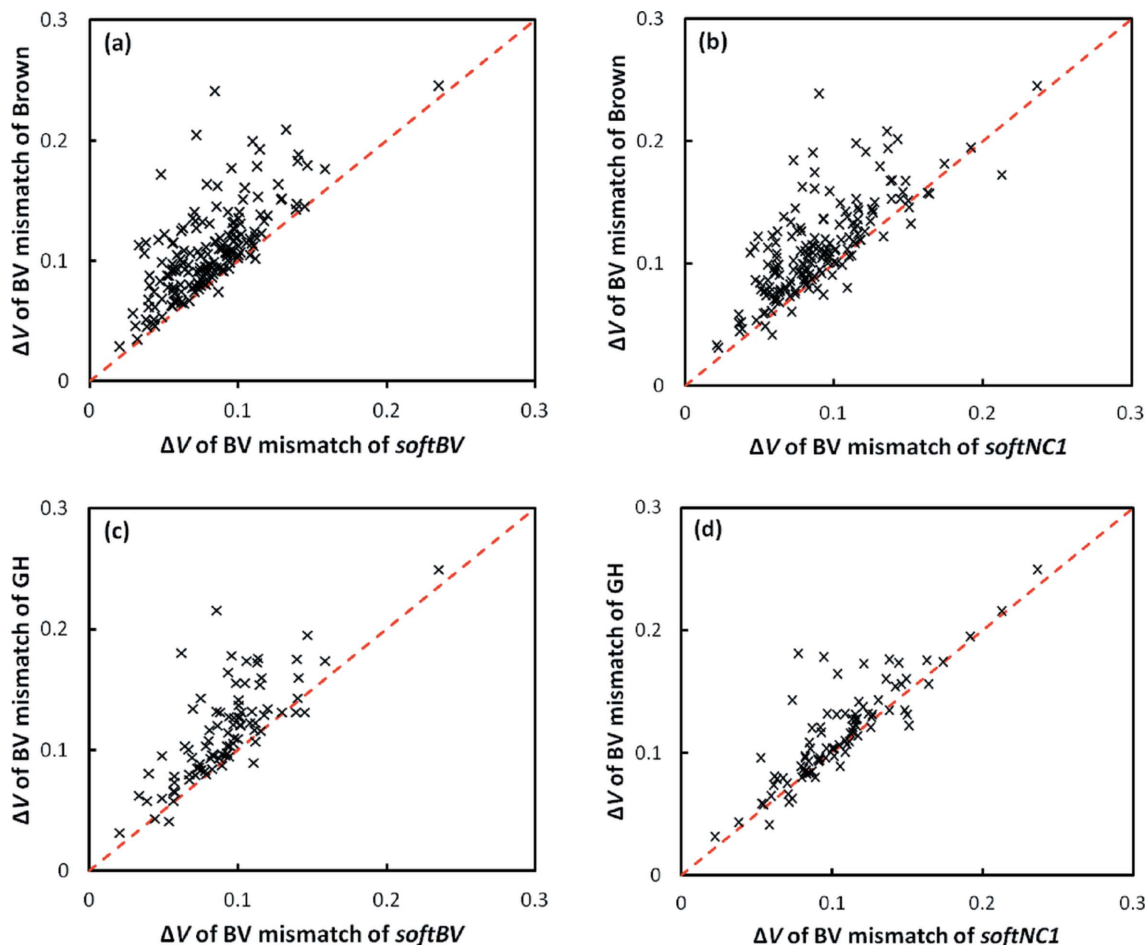 (a)
ΔV of BV mismatch of Brown
0.3
0.2
0.1
0
0
0.1
0.2
0.3
ΔV of BV mismatch of softBV
(b)
ΔV of BV mismatch of Brown
0.3
0.2
0.1
0
0
0.1
0.2
0.3
ΔV of BV mismatch of softNC1
(c)
ΔV of BV mismatch of GH
0.3
0.2
0.1
0
0
0.1
0.2
0.3
ΔV of BV mismatch of softBV
(d)
ΔV of BV mismatch of GH
0.3
0.2
0.1
0
0
0.1
0.2
0.3
ΔV of BV mismatch of softNC1